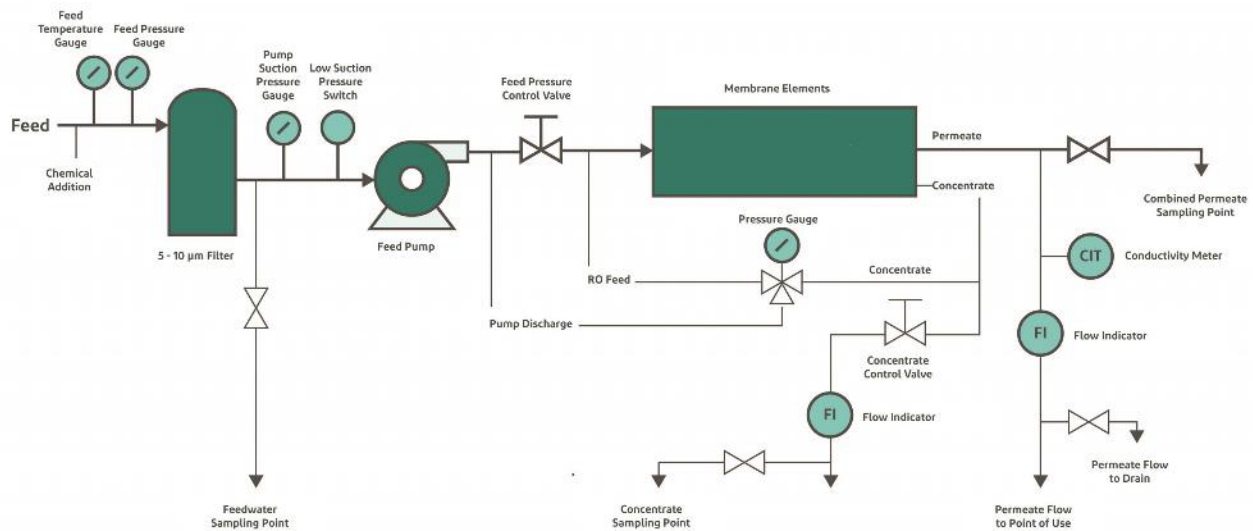 Feed
Temperature
Gauge
Feed Pressure
Gauge
Pump
Suction
Pressure
Gauge
Low Suction
Pressure
Switch
Feed Pressure
Control Valve
Membrane Elements
Feed
Chemical
Addition
Permeate
Concentrate
Combined Permeate
Sampling Point
5 - 10 µm Filter
Feed Pump
Pressure Gauge
CIT
Conductivity Meter
RO Feed
Concentrate
Pump Discharge
FI
Flow Indicator
Concentrate
Control Valve
FI
Flow Indicator
Permeate Flow
to Drain
Feedwater
Sampling Point
Concentrate
Sampling Point
Permeate Flow
to Point of Use